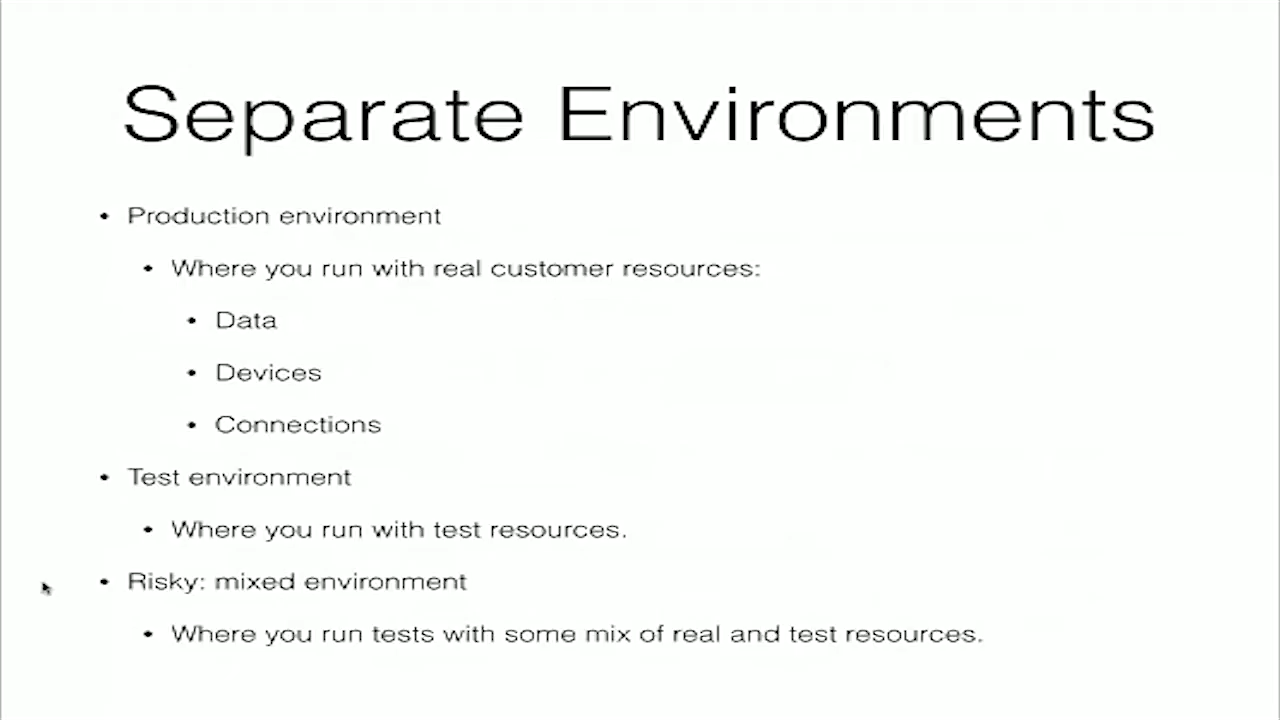 Separate Environments
• Production environment
• Where you run with real customer resources:
• Data
• Devices
• Connections
• Test environment
• Where you run with test resources.
• Risky: mixed environment
• Where you run tests with some mix of real and test resources.